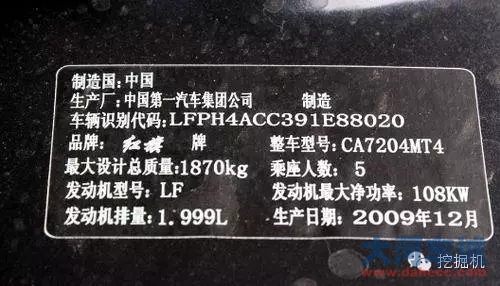 制造国：中国
生产厂：中国第一汽车集团公司 制造
车辆识别代码：LFPH4ACC391E88020
品牌：红旗 牌 整车型号：CA7204MT4
最大设计总质量：1870kg 乘座人数：5
发动机型号：LF 发动机最大净功率：108KW
发动机排量：1.999L 生产日期：2009年12月
挖掘机